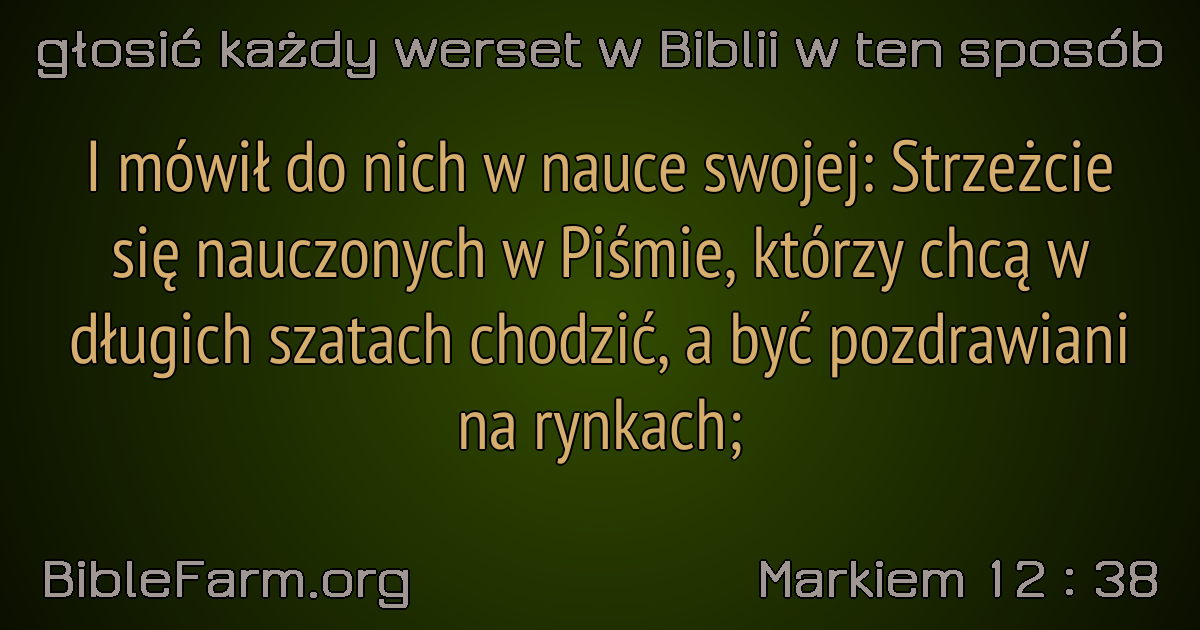 głosić każdy werset w Biblii w ten sposób
I mówił do nich w nauce swojej: Strzeżcie
się nauczonych w Piśmie, którzy chcą w
długich szatach chodzić, a być pozdrawiani
na rynkach;
BibleFarm.org
Markiem 12 : 38